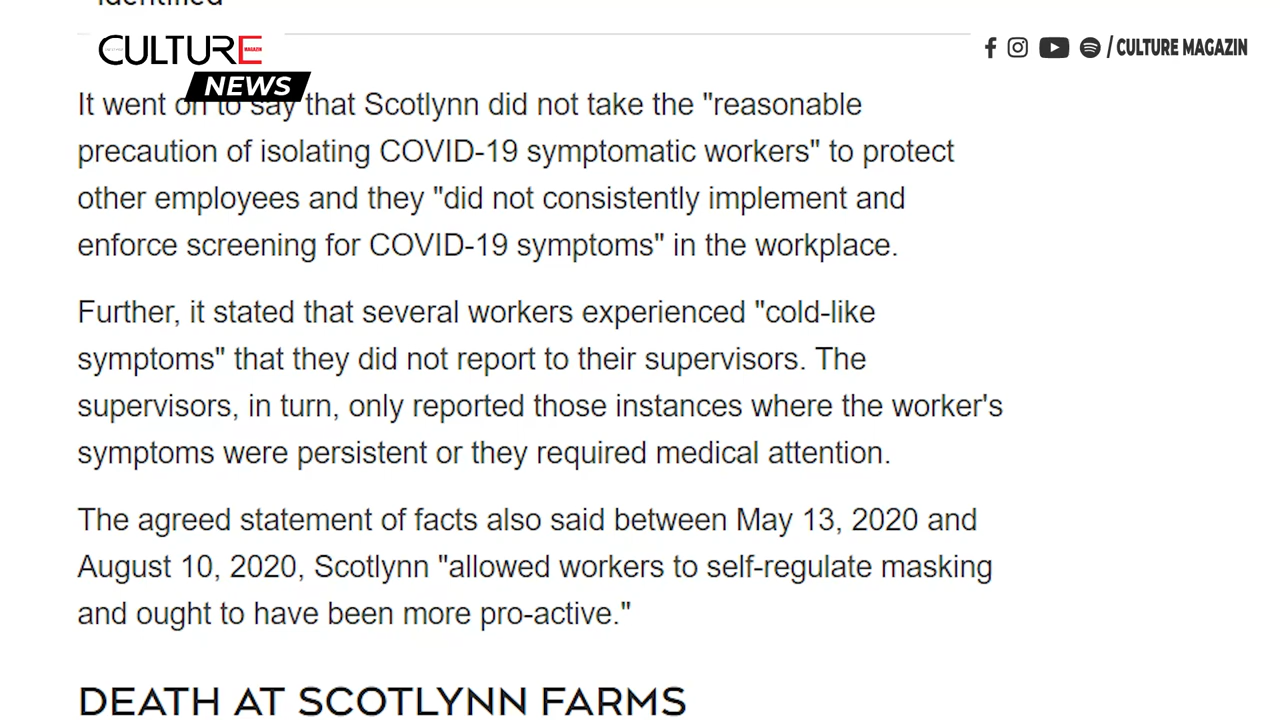 identified
CULTURE
MAGAZIN
NEWS
/ CULTURE MAGAZIN
It went on to say that Scotlynn did not take the "reasonable
precaution of isolating COVID-19 symptomatic workers" to protect
other employees and they "did not consistently implement and
enforce screening for COVID-19 symptoms" in the workplace.
Further, it stated that several workers experienced "cold-like
symptoms" that they did not report to their supervisors. The
supervisors, in turn, only reported those instances where the worker's
symptoms were persistent or they required medical attention.
The agreed statement of facts also said between May 13, 2020 and
August 10, 2020, Scotlynn "allowed workers to self-regulate masking
and ought to have been more pro-active."
DEATH AT SCOTLYNN FARMS